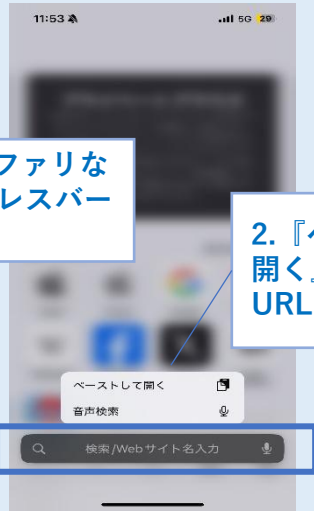 11:53
5G 29
ファリな
レスバー
2.『ペ
開く』
URL
ペーストして開く
音声検索
検索/Webサイト名入力